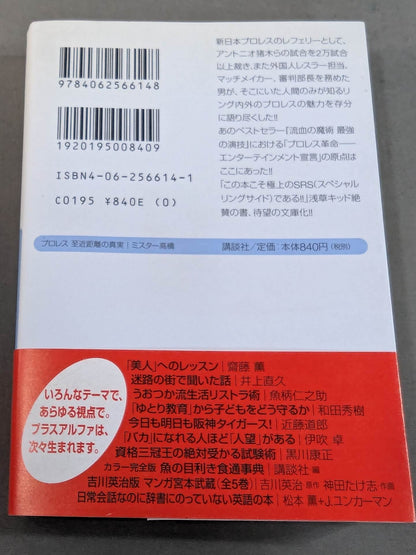 新日本プロレスのレフェリーとして、
アントニオ猪木らの試合を2万試合
以上裁き、また外国人レスラー担当、
マッチメイカー、審判部長を務めた
男が、そこにいた人間のみが知るリ
ング内外のプロレスの魅力を存分
に語り尽くした!!
あのベストセラー『流血の魔術 最強
の演技』における「プロレス革命──
エンターテインメント宣言」の原点は
ここにあった!!
「この本こそ極上のSRS(スペシャル
リングサイド)である!!」浅草キッド絶
賛の書、待望の文庫化!!
9784062566148
1920195008409
ISBN4-06-256614-1
C0195 ¥840E (0)
プロレス 至近距離の真実|ミスター高橋
講談社/定価:本体840円(税別)
いろんなテーマで、
あらゆる視点で。
プラスアルファは、
次々生まれます。
「美人」へのレッスン|齋藤 薫
迷路の街で聞いた話|井上直久
うおつか流生活リストラ術|魚柄仁之助
「ゆとり教育」から子どもをどう守るか|和田秀樹
今日も明日も阪神タイガース!|近藤道郎
「バカ」になれる人ほど「人望」がある|伊吹 卓
資格三冠王の絶対受かる試験術|黒川康正
カラー完全版 魚の目利き食通事典|講談社 編
吉川英治版 マンガ宮本武蔵(全5巻)|吉川英治 原作 神田たけ志 作画
日常会話なのに辞書にのっていない英語の本|松本 薫+J.ユンカーマン